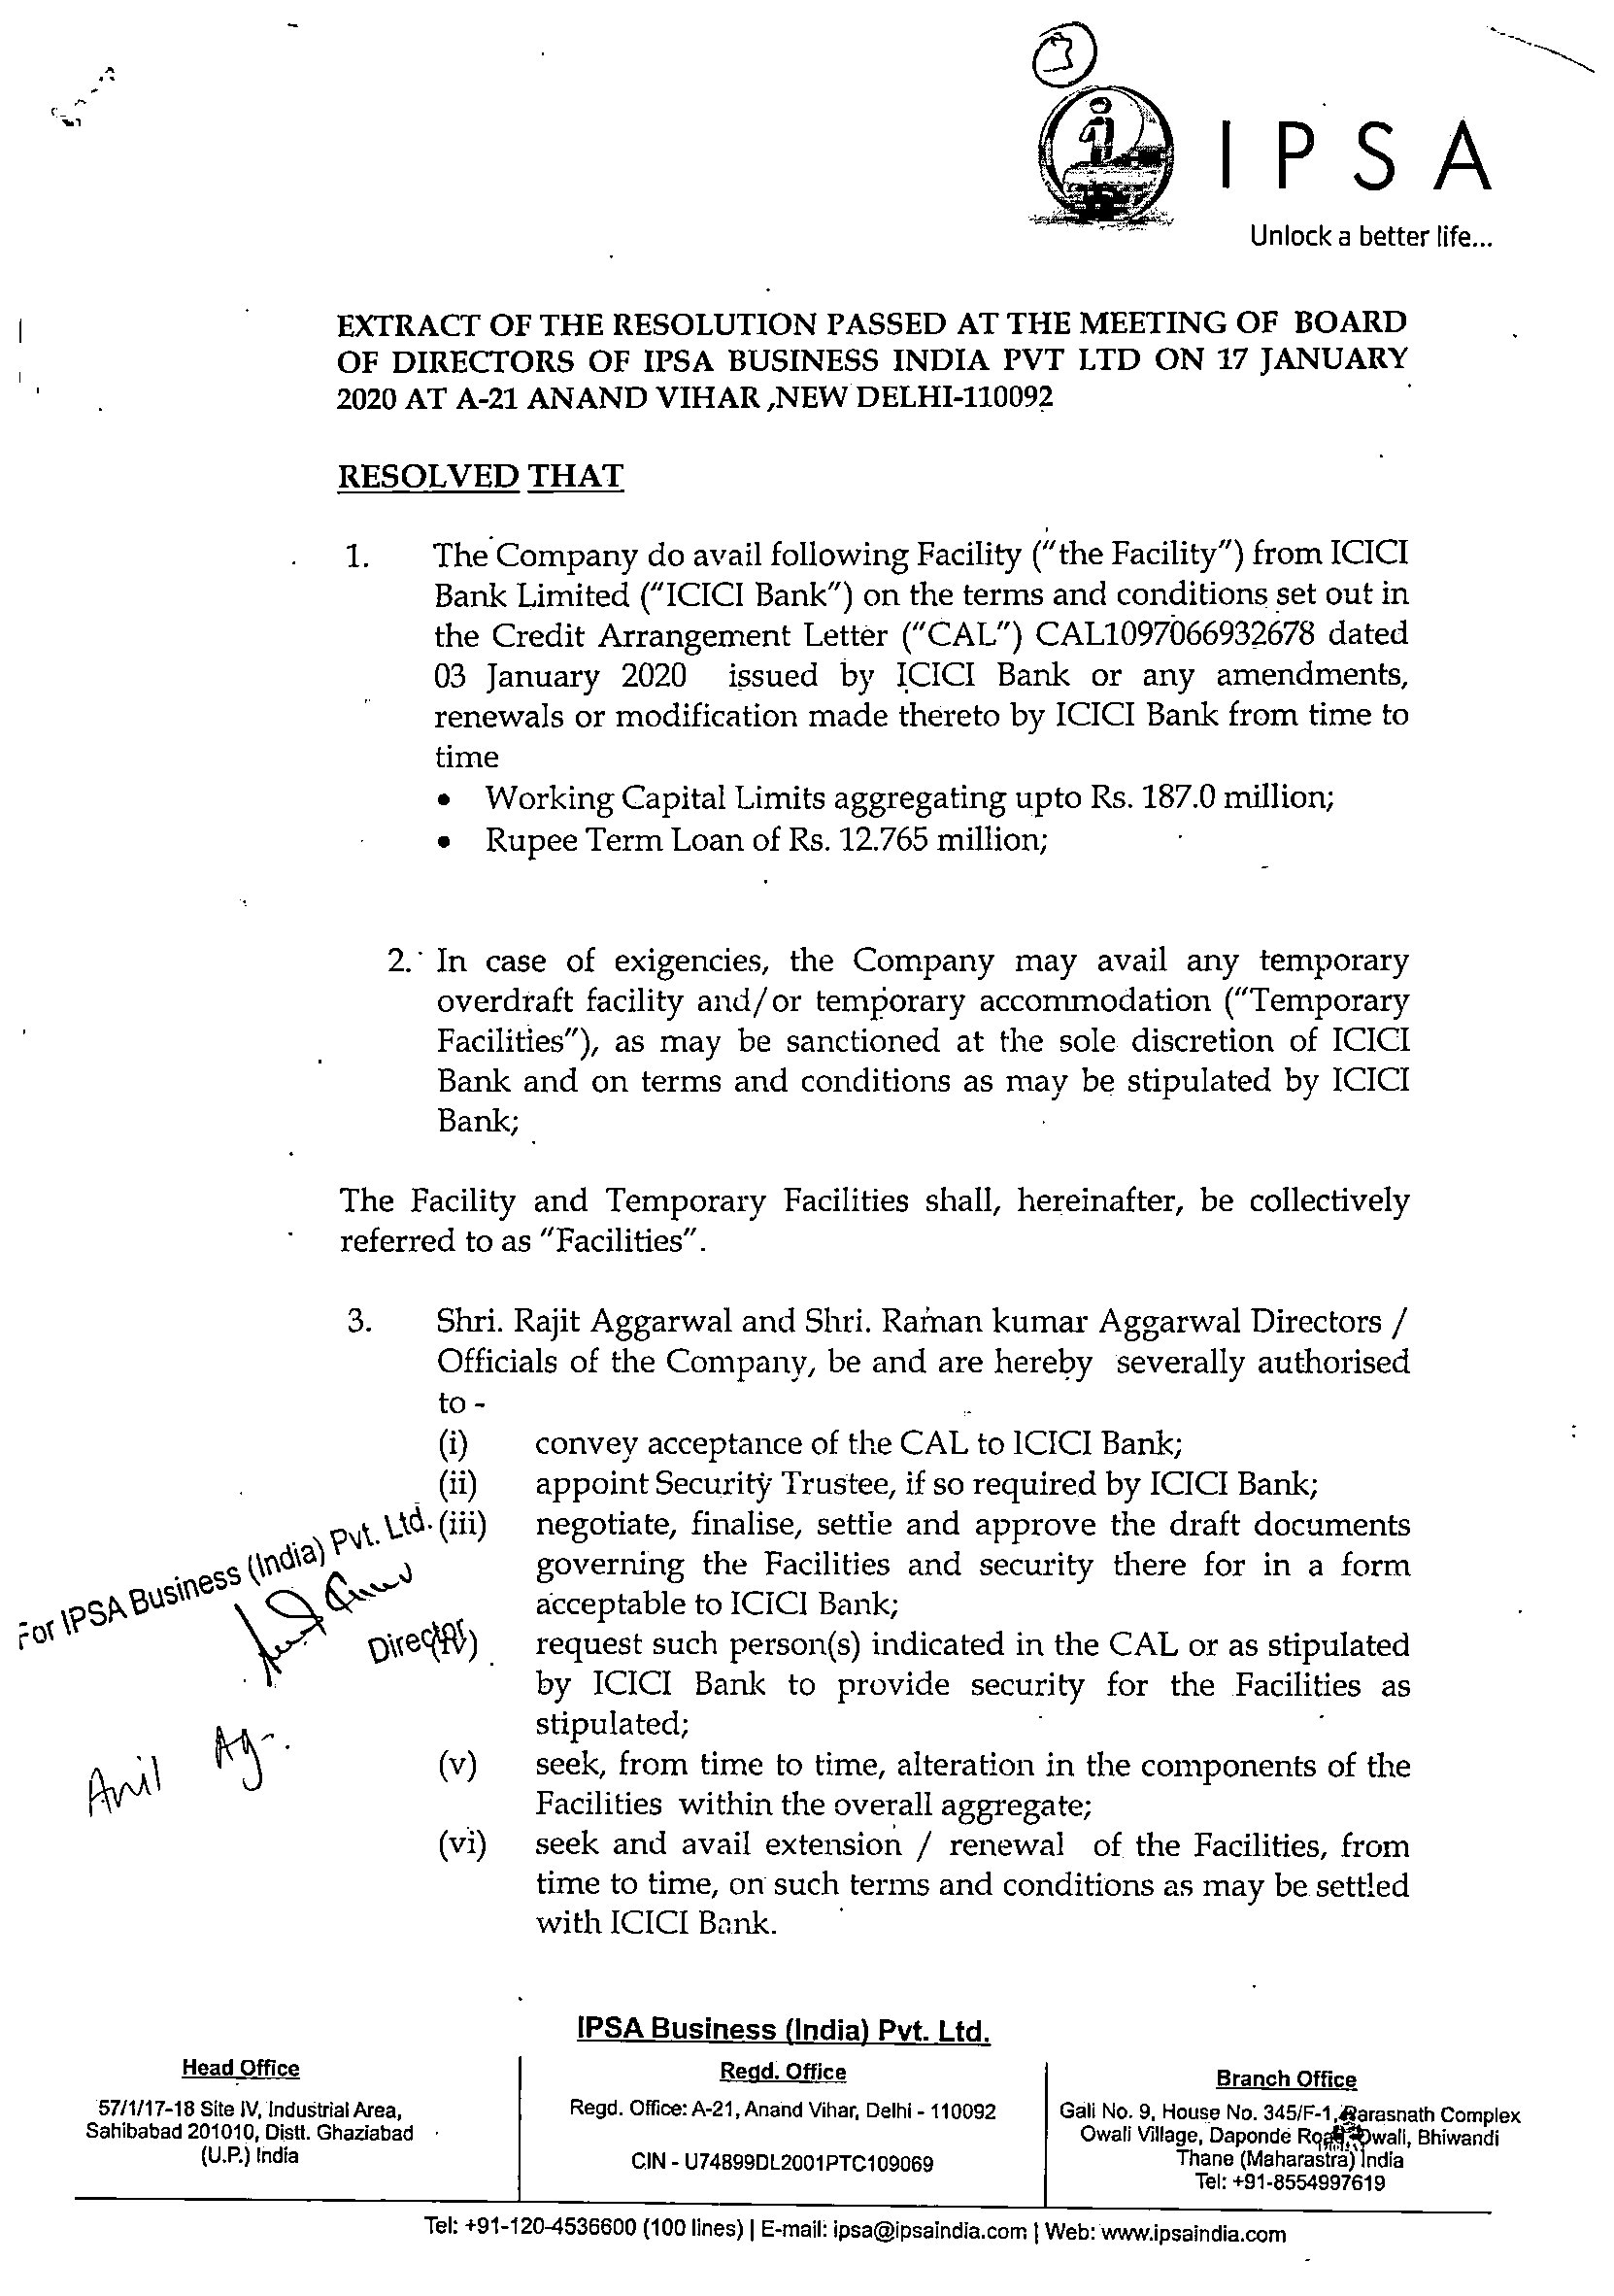 3
IPSA
Unlock a better life...
EXTRACT OF THE RESOLUTION PASSED AT THE MEETING OF BOARD
OF DIRECTORS OF IPSA BUSINESS INDIA PVT LTD ON 17 JANUARY
2020 AT A-21 ANAND VIHAR ,NEW DELHI-110092
RESOLVED THAT
1. The Company do avail following Facility ("the Facility") from ICICI
Bank Limited ("ICICI Bank") on the terms and conditions set out in
the Credit Arrangement Letter ("CAL") CAL1097066932678 dated
03 January 2020 issued by ICICI Bank or any amendments,
renewals or modification made thereto by ICICI Bank from time to
time
• Working Capital Limits aggregating upto Rs. 187.0 million;
• Rupee Term Loan of Rs. 12.765 million;
2. In case of exigencies, the Company may avail any temporary
overdraft facility and/or temporary accommodation ("Temporary
Facilities"), as may be sanctioned at the sole discretion of ICICI
Bank and on terms and conditions as may be stipulated by ICICI
Bank;
The Facility and Temporary Facilities shall, hereinafter, be collectively
referred to as "Facilities".
3. Shri. Rajit Aggarwal and Shri. Raman kumar Aggarwal Directors /
Officials of the Company, be and are hereby severally authorised
to -
(i) convey acceptance of the CAL to ICICI Bank;
(ii) appoint Security Trustee, if so required by ICICI Bank;
(iii) negotiate, finalise, settle and approve the draft documents
governing the Facilities and security there for in a form
acceptable to ICICI Bank;
(iv) request such person(s) indicated in the CAL or as stipulated
by ICICI Bank to provide security for the Facilities as
stipulated;
(v) seek, from time to time, alteration in the components of the
Facilities within the overall aggregate;
(vi) seek and avail extension / renewal of the Facilities, from
time to time, on such terms and conditions as may be settled
with ICICI Bank.
For IPSA Business (India) Pvt. Ltd.
Director
Anil Ag-.
IPSA Business (India) Pvt. Ltd.
Head Office
57/1/17-18 Site IV, Industrial Area,
Sahibabad 201010, Distt. Ghaziabad
(U.P.) India
Regd. Office
Regd. Office: A-21, Anand Vihar, Delhi - 110092
CIN - U74899DL2001PTC109069
Branch Office
Gali No. 9, House No. 345/F-1, Parasnath Complex
Owali Village, Daponde Road, Owali, Bhiwandi
Thane (Maharastra) India
Tel: +91-8554997619
Tel: +91-120-4536600 (100 lines) | E-mail: ipsa@ipsaindia.com | Web: www.ipsaindia.com